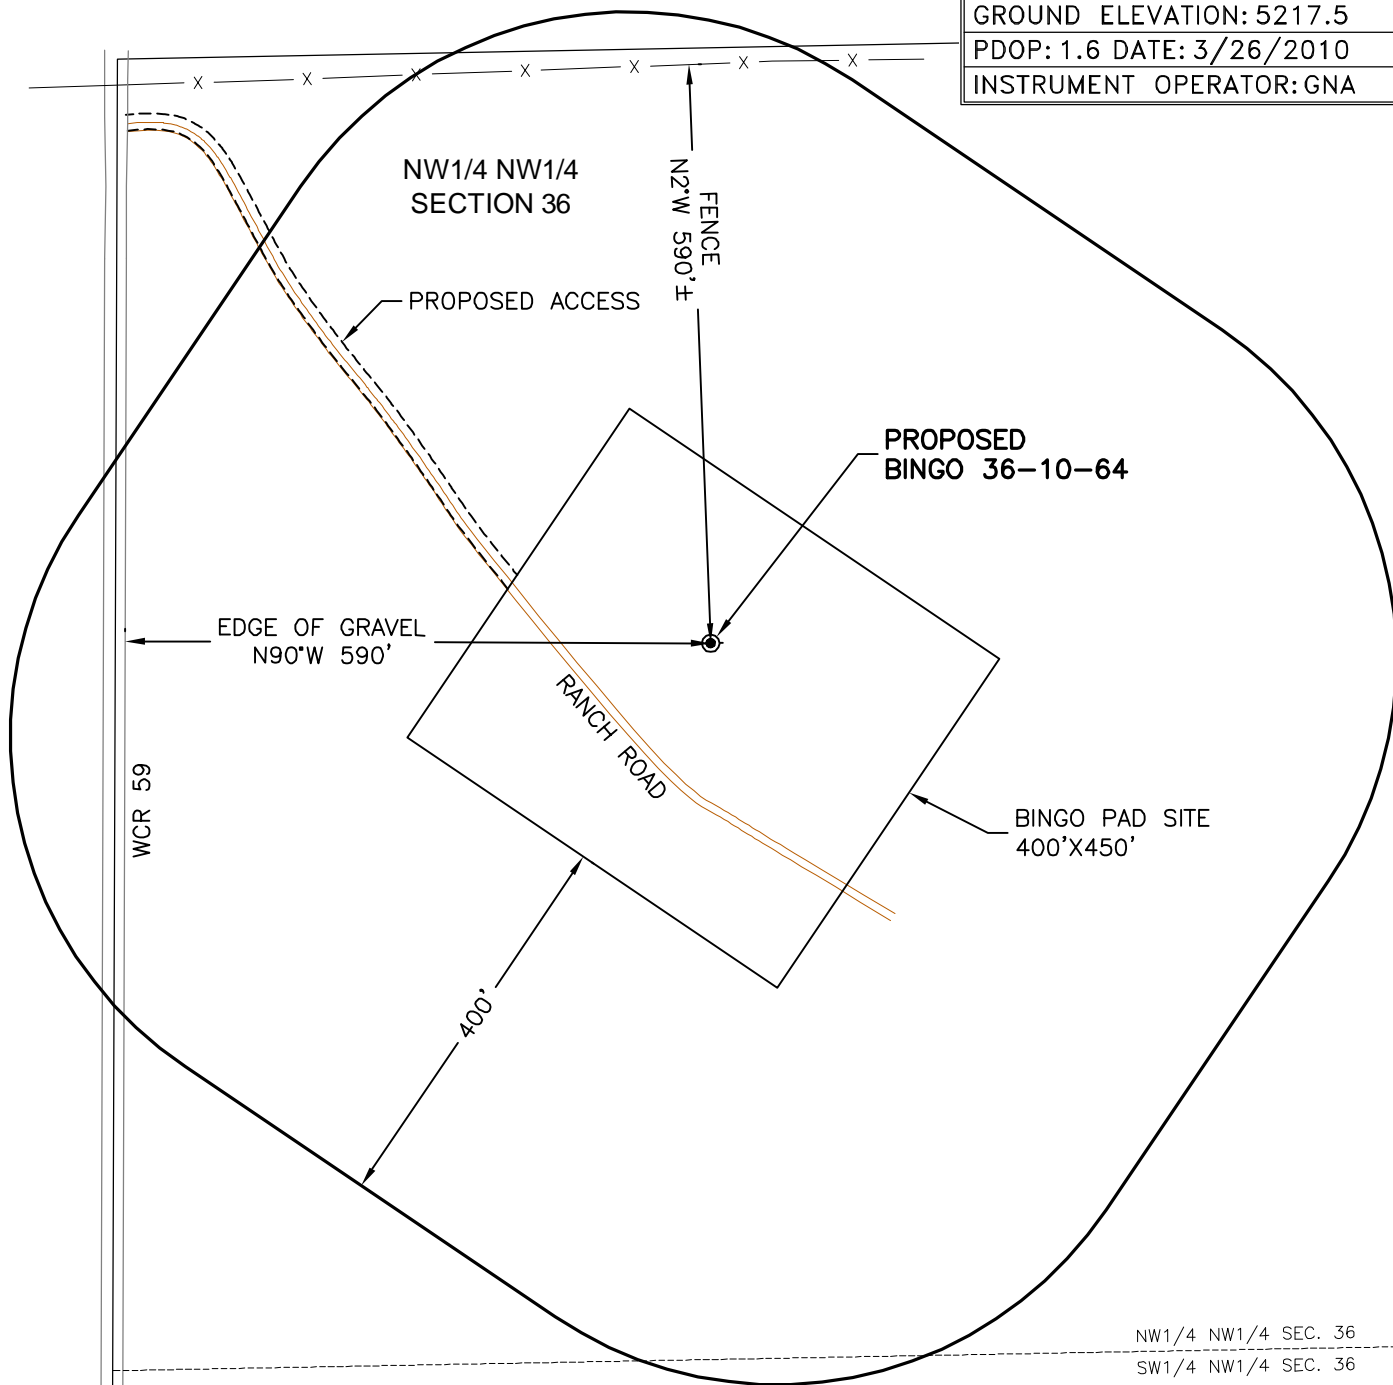 GROUND ELEVATION: 5217.5
PDOP: 1.6 DATE: 3/26/2010
INSTRUMENT OPERATOR: GNA
X X X X X X X
NW1/4 NW1/4
SECTION 36
FENCE
N2°W 590'±
PROPOSED ACCESS
PROPOSED
BINGO 36-10-64
EDGE OF GRAVEL
N90°W 590'
RANCH ROAD
WCR 59
BINGO PAD SITE
400'X450'
400'
NW1/4 NW1/4 SEC. 36
SW1/4 NW1/4 SEC. 36